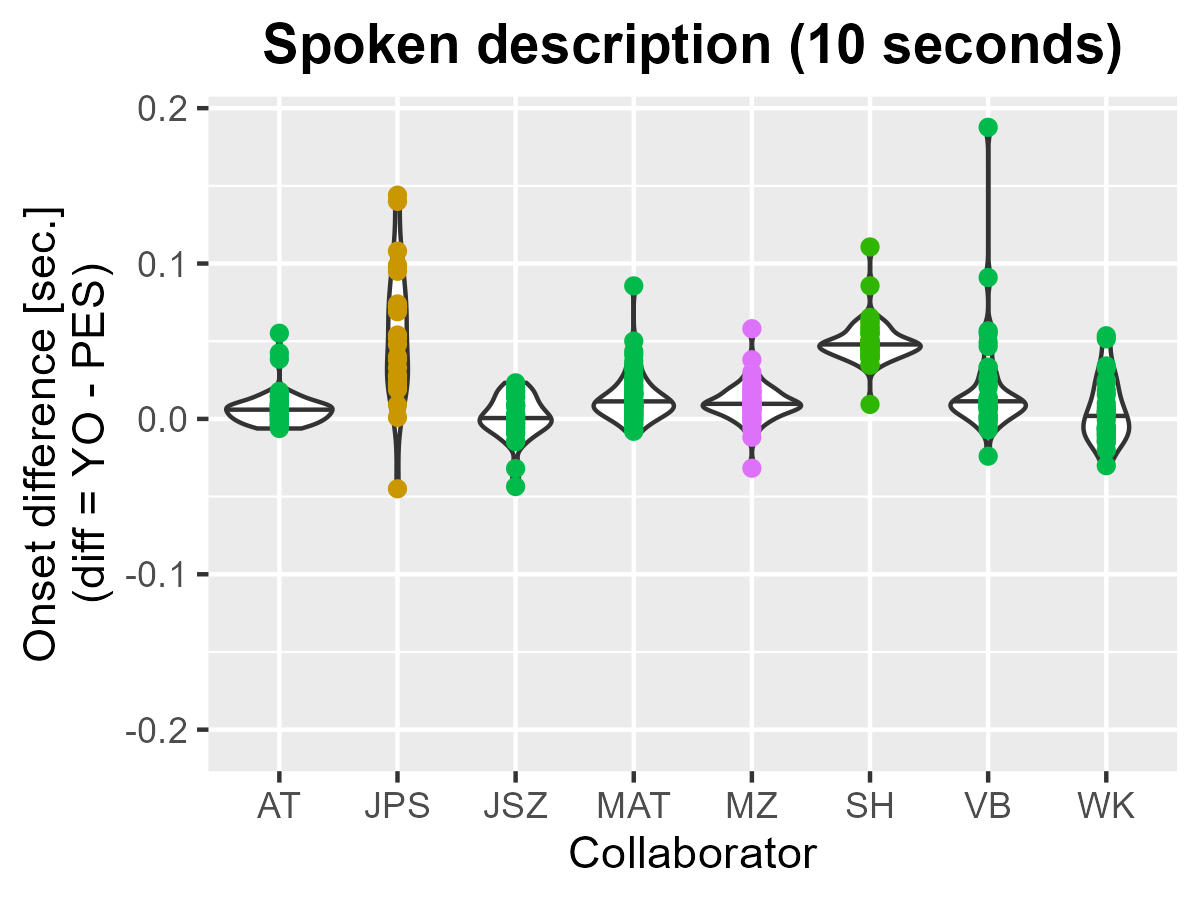 Spoken description (10 seconds)
Onset difference [sec.]
(diff = YO - PES)
0.2
0.1
0.0
-0.1
-0.2
AT JPS JSZ MAT MZ SH VB WK
Collaborator